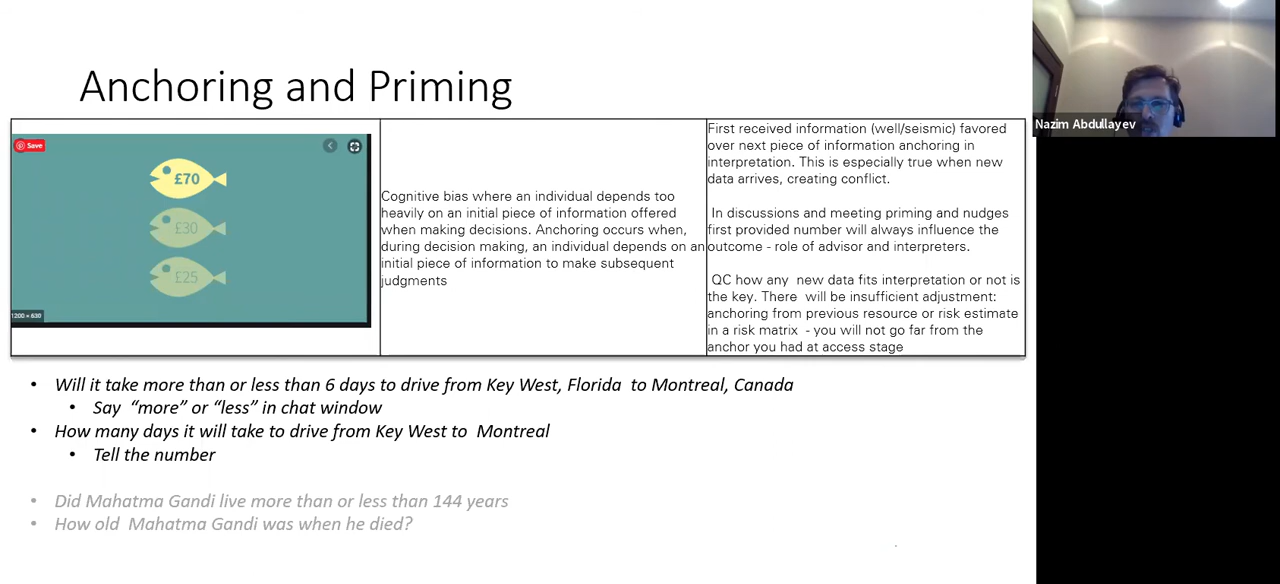 Anchoring and Priming
Save
£70
£30
£25
1200 × 630
Cognitive bias where an individual depends too
heavily on an initial piece of information offered
when making decisions. Anchoring occurs when,
during decision making, an individual depends on an
initial piece of information to make subsequent
judgments
First received information (well/seismic) favored
over next piece of information anchoring in
interpretation. This is especially true when new
data arrives, creating conflict.
In discussions and meeting priming and nudges
first provided number will always influence the
outcome - role of advisor and interpreters.
QC how any new data fits interpretation or not is
the key. There will be insufficient adjustment:
anchoring from previous resource or risk estimate
in a risk matrix - you will not go far from the
anchor you had at access stage
• Will it take more than or less than 6 days to drive from Key West, Florida to Montreal, Canada
• Say “more” or “less” in chat window
• How many days it will take to drive from Key West to Montreal
• Tell the number
• Did Mahatma Gandi live more than or less than 144 years
• How old Mahatma Gandi was when he died?
Nazim Abdullayev